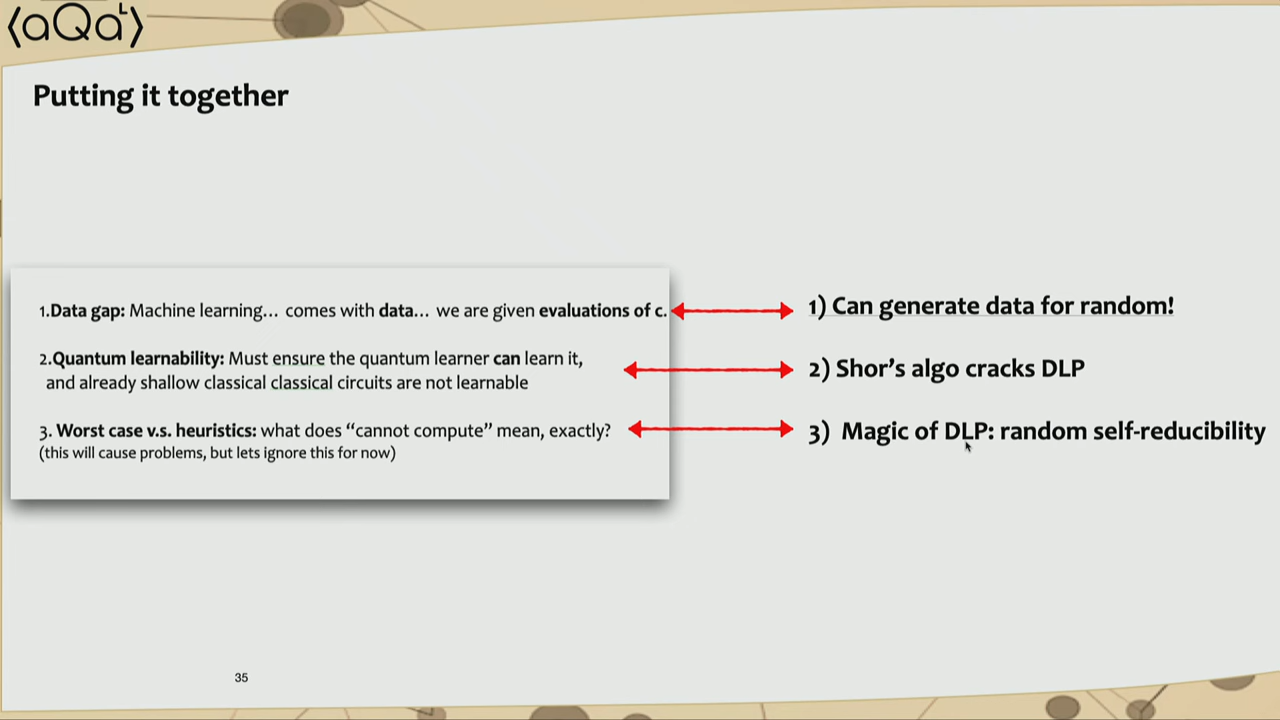 ⟨aQaᴸ⟩
Putting it together
1.Data gap: Machine learning... comes with data... we are given evaluations of c.
1) Can generate data for random!
2.Quantum learnability: Must ensure the quantum learner can learn it,
and already shallow classical classical circuits are not learnable
2) Shor's algo cracks DLP
3. Worst case v.s. heuristics: what does “cannot compute” mean, exactly?
(this will cause problems, but lets ignore this for now)
3) Magic of DLP: random self-reducibility
35